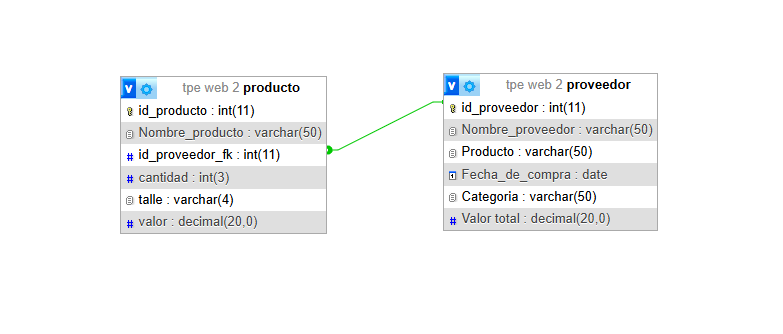 tpe web 2 producto
id_producto : int(11)
Nombre_producto : varchar(50)
id_proveedor_fk : int(11)
cantidad : int(3)
talle : varchar(4)
valor : decimal(20,0)
tpe web 2 proveedor
id_proveedor : int(11)
Nombre_proveedor : varchar(50)
Producto : varchar(50)
Fecha_de_compra : date
Categoria : varchar(50)
Valor total : decimal(20,0)